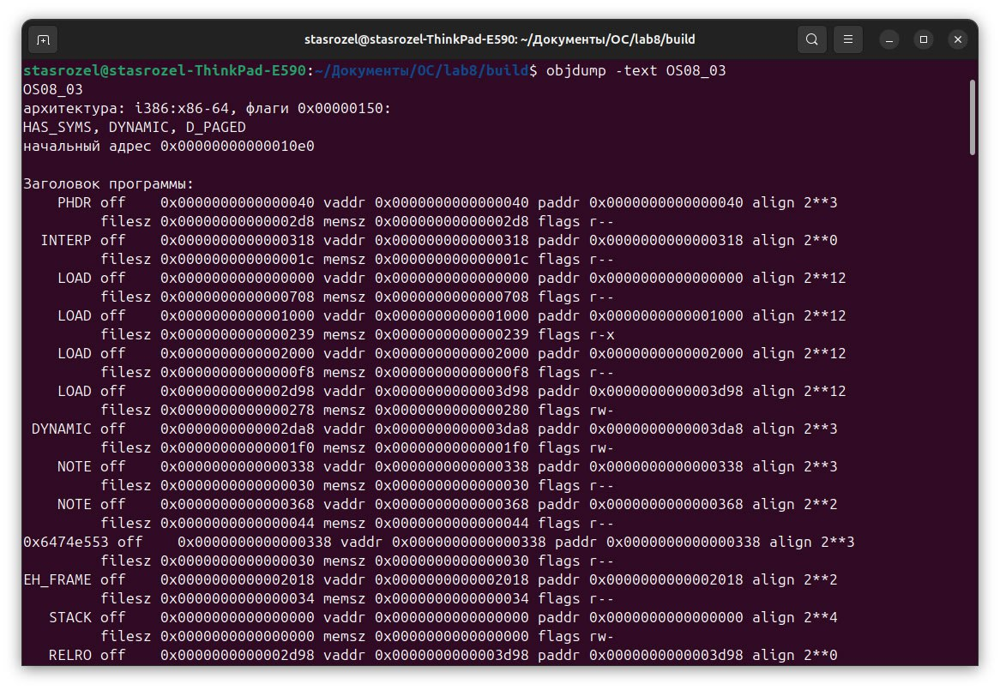 stasrozel@stasrozel-ThinkPad-E590: ~/Документы/ОС/lab8/build
stasrozel@stasrozel-ThinkPad-E590:~/Документы/ОС/lab8/build$ objdump -text OS08_03
OS08_03
архитектура: i386:x86-64, флаги 0x00000150:
HAS_SYMS, DYNAMIC, D_PAGED
начальный адрес 0x00000000000010e0
Заголовок программы:
    PHDR off    0x0000000000000040 vaddr 0x0000000000000040 paddr 0x0000000000000040 align 2**3
         filesz 0x00000000000002d8 memsz 0x00000000000002d8 flags r--
  INTERP off    0x0000000000000318 vaddr 0x0000000000000318 paddr 0x0000000000000318 align 2**0
         filesz 0x000000000000001c memsz 0x000000000000001c flags r--
    LOAD off    0x0000000000000000 vaddr 0x0000000000000000 paddr 0x0000000000000000 align 2**12
         filesz 0x0000000000000708 memsz 0x0000000000000708 flags r--
    LOAD off    0x0000000000001000 vaddr 0x0000000000001000 paddr 0x0000000000001000 align 2**12
         filesz 0x0000000000000239 memsz 0x0000000000000239 flags r-x
    LOAD off    0x0000000000002000 vaddr 0x0000000000002000 paddr 0x0000000000002000 align 2**12
         filesz 0x00000000000000f8 memsz 0x00000000000000f8 flags r--
    LOAD off    0x0000000000002d98 vaddr 0x0000000000003d98 paddr 0x0000000000003d98 align 2**12
         filesz 0x0000000000000278 memsz 0x0000000000000280 flags rw-
 DYNAMIC off    0x0000000000002da8 vaddr 0x0000000000003da8 paddr 0x0000000000003da8 align 2**3
         filesz 0x00000000000001f0 memsz 0x00000000000001f0 flags rw-
    NOTE off    0x0000000000000338 vaddr 0x0000000000000338 paddr 0x0000000000000338 align 2**3
         filesz 0x0000000000000030 memsz 0x0000000000000030 flags r--
    NOTE off    0x0000000000000368 vaddr 0x0000000000000368 paddr 0x0000000000000368 align 2**2
         filesz 0x0000000000000044 memsz 0x0000000000000044 flags r--
0x6474e553 off    0x0000000000000338 vaddr 0x0000000000000338 paddr 0x0000000000000338 align 2**3
         filesz 0x0000000000000030 memsz 0x0000000000000030 flags r--
EH_FRAME off    0x0000000000002018 vaddr 0x0000000000002018 paddr 0x0000000000002018 align 2**2
         filesz 0x0000000000000034 memsz 0x0000000000000034 flags r--
   STACK off    0x0000000000000000 vaddr 0x0000000000000000 paddr 0x0000000000000000 align 2**4
         filesz 0x0000000000000000 memsz 0x0000000000000000 flags rw-
   RELRO off    0x0000000000002d98 vaddr 0x0000000000003d98 paddr 0x0000000000003d98 align 2**0